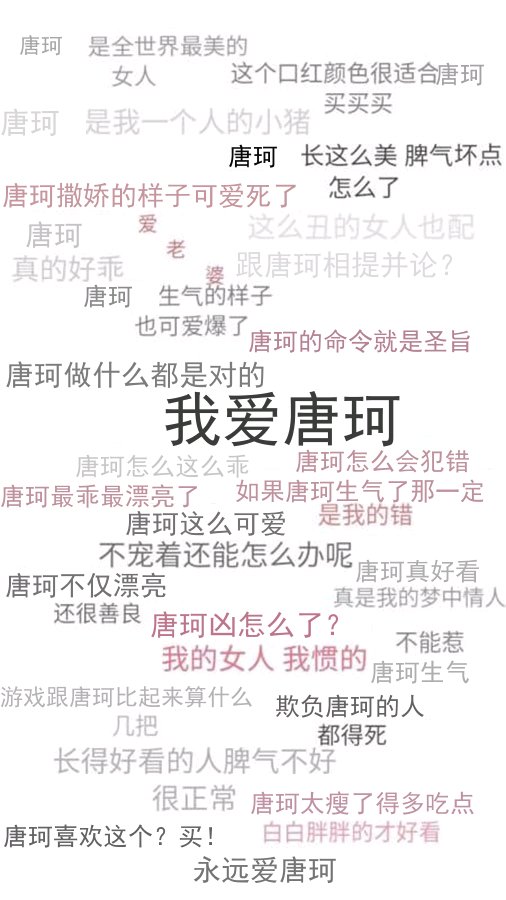 唐珂 是全世界最美的
女人
这个口红颜色很适合唐珂
买买买
唐珂 是我一个人的小猪
唐珂 长这么美 脾气坏点
怎么了
唐珂撒娇的样子可爱死了
唐珂
真的好乖
爱
老
婆
这么丑的女人也配
跟唐珂相提并论？
唐珂 生气的样子
也可爱爆了
唐珂的命令就是圣旨
唐珂做什么都是对的
我爱唐珂
唐珂怎么这么乖
唐珂怎么会犯错
唐珂最乖最漂亮了
如果唐珂生气了那一定
是我的错
唐珂这么可爱
不宠着还能怎么办呢
唐珂真好看
真是我的梦中情人
唐珂不仅漂亮
还很善良
唐珂凶怎么了？
我的女人 我惯的
不能惹
唐珂生气
游戏跟唐珂比起来算什么
几把
欺负唐珂的人
都得死
长得好看的人脾气不好
很正常
唐珂太瘦了得多吃点
白白胖胖的才好看
唐珂喜欢这个？买！
永远爱唐珂